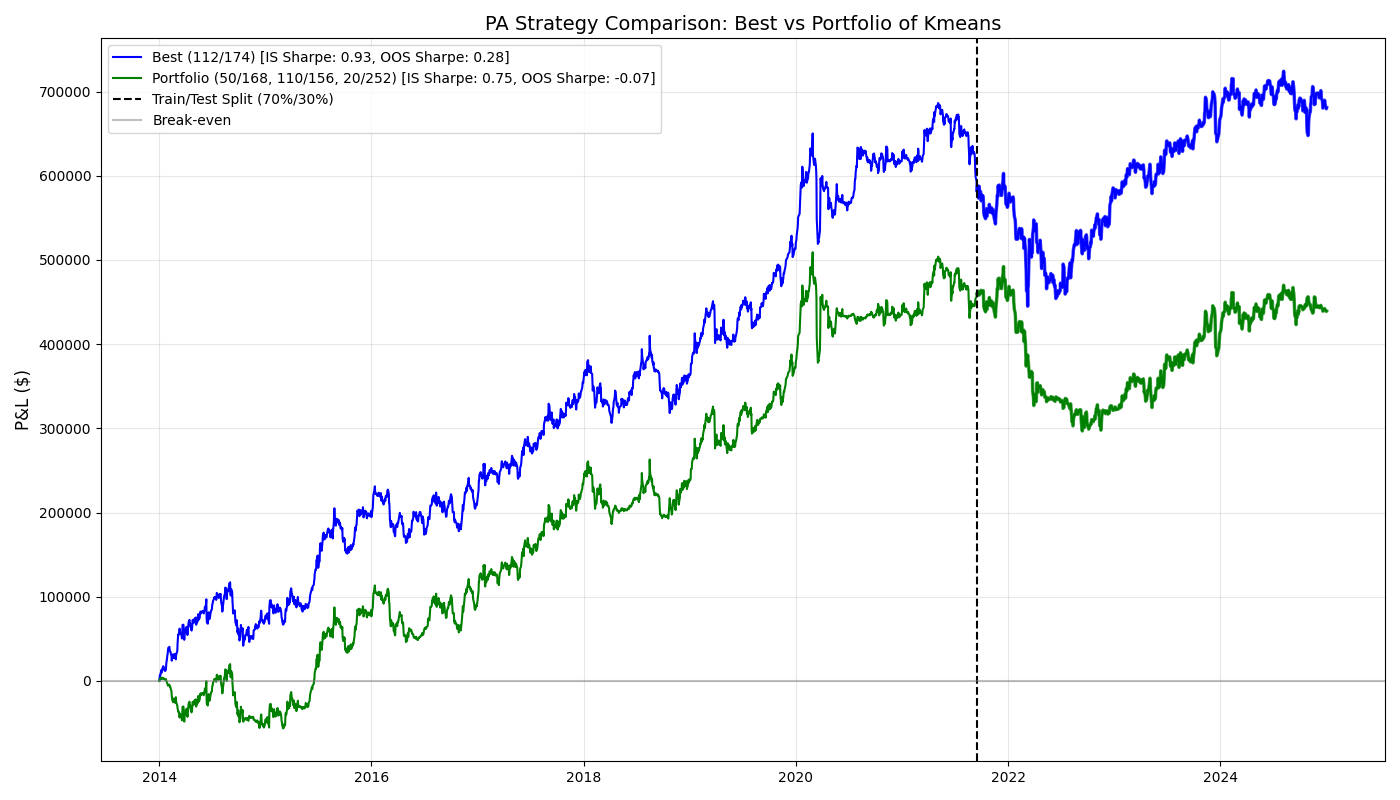 PA Strategy Comparison: Best vs Portfolio of Kmeans
Best (112/174) [IS Sharpe: 0.93, OOS Sharpe: 0.28]
Portfolio (50/168, 110/156, 20/252) [IS Sharpe: 0.75, OOS Sharpe: -0.07]
Train/Test Split (70%/30%)
Break-even
P&L ($)
700000
600000
500000
400000
300000
200000
100000
0
2014
2016
2018
2020
2022
2024